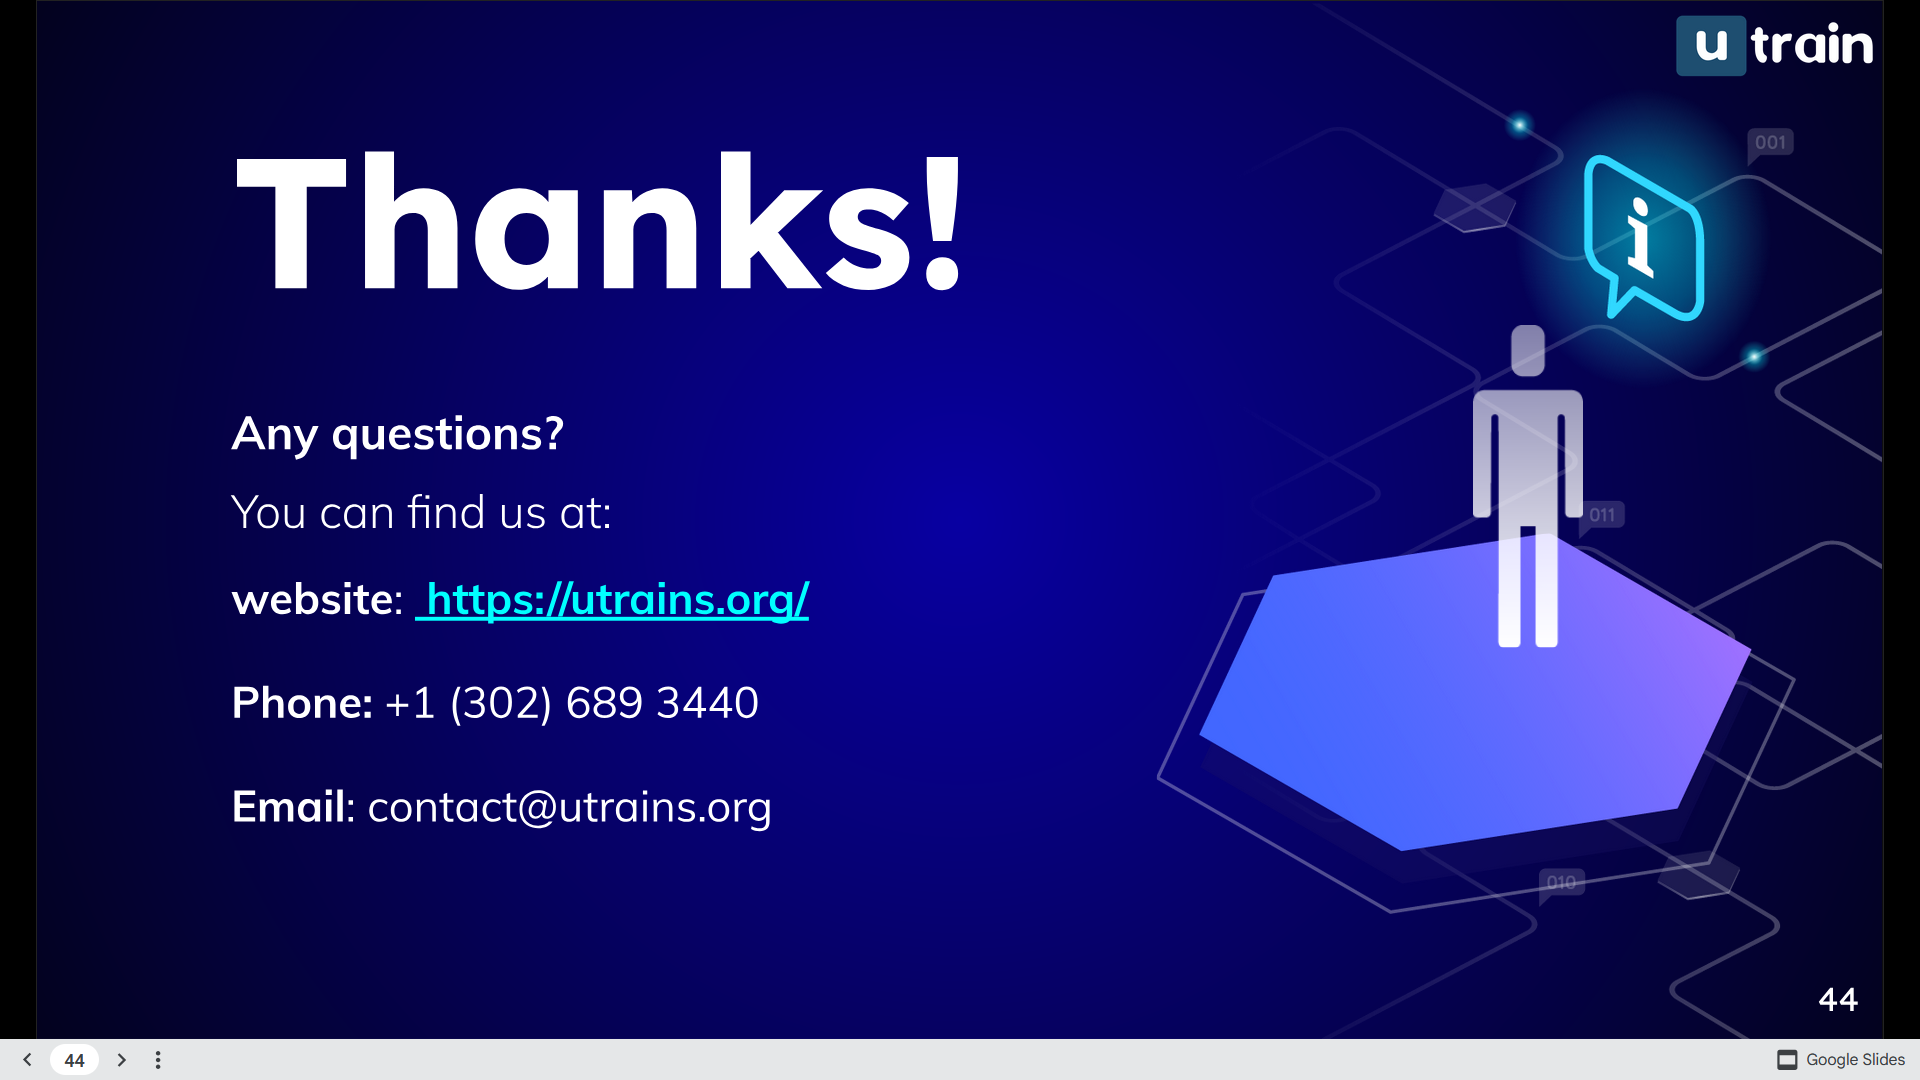 u train
001
i
Thanks!
Any questions?
You can find us at:
011
website: https://utrains.org/
Phone: +1 (302) 689 3440
Email: contact@utrains.org
010
44
44
Google Slides